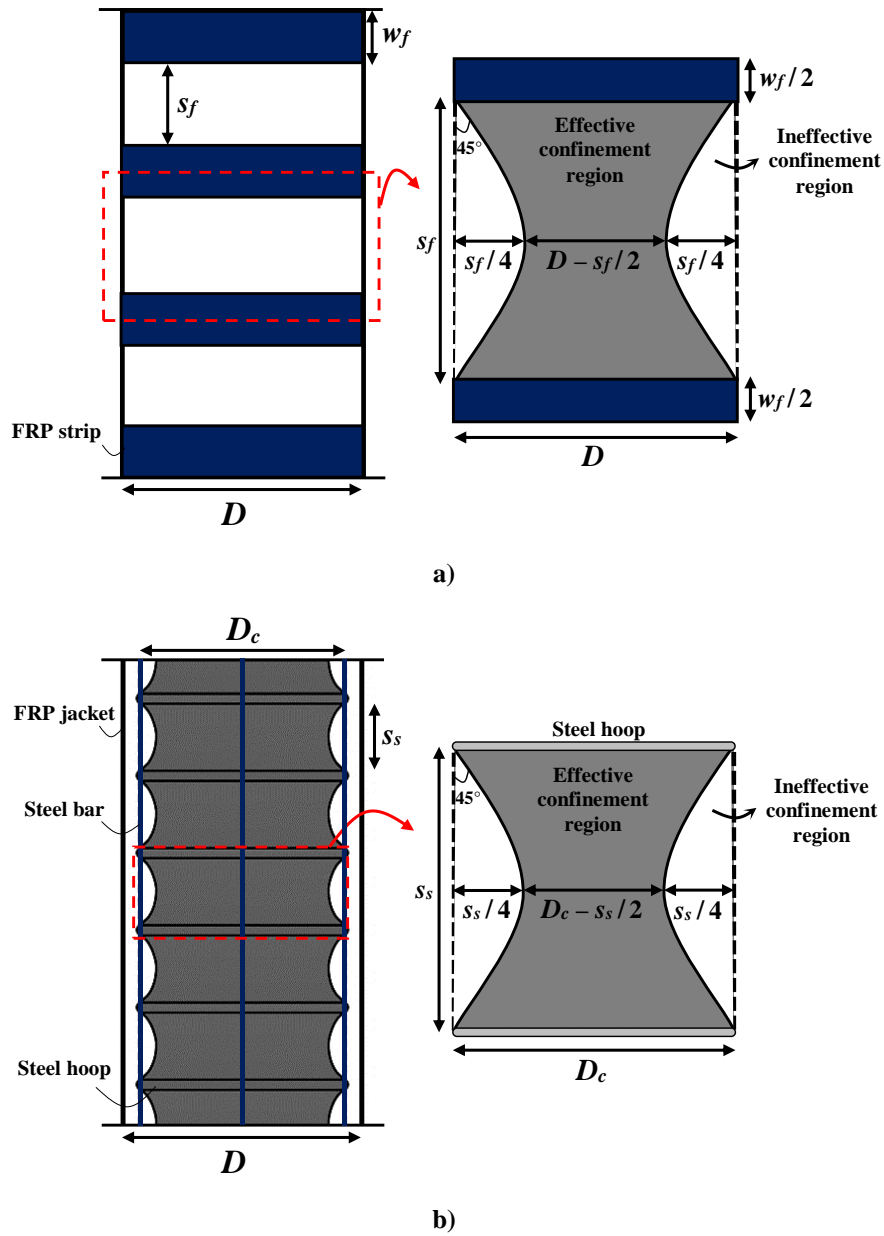 w_f
s_f
FRP strip
D
w_f / 2
Effective
confinement
region
45°
Ineffective
confinement
region
s_f
s_f / 4
D – s_f / 2
s_f / 4
w_f / 2
D
a)
D_c
FRP jacket
s_s
Steel bar
Steel hoop
D
Steel hoop
Effective
confinement
region
45°
Ineffective
confinement
region
s_s
s_s / 4
D_c – s_s / 2
s_s / 4
D_c
b)